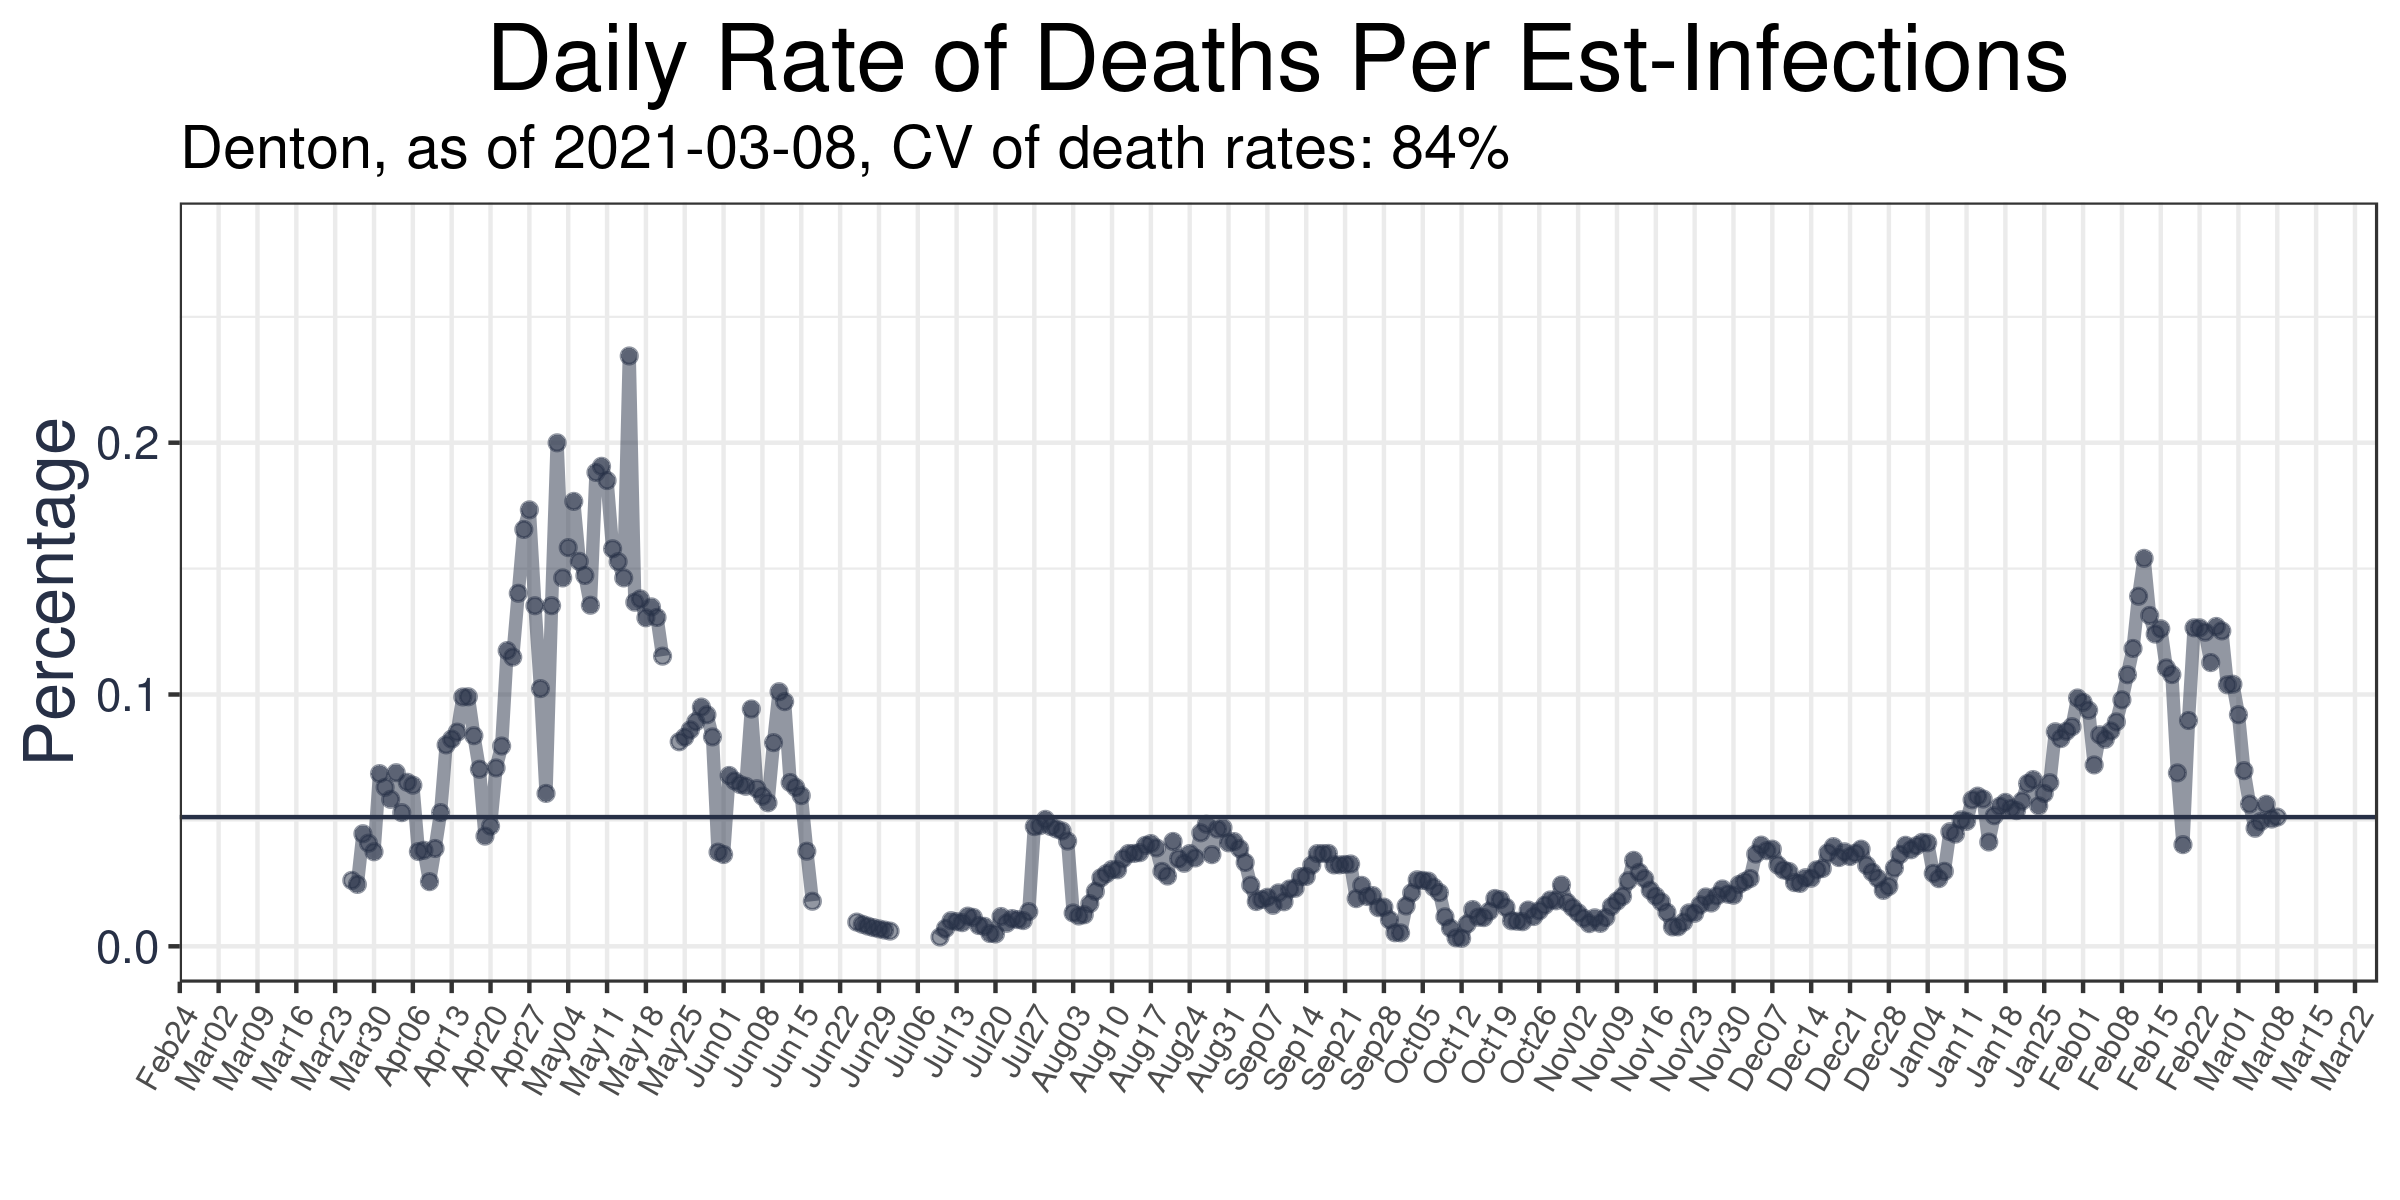 Daily Rate of Deaths Per Est-Infections
Denton, as of 2021-03-08, CV of death rates: 84%
Percentage
0.2
0.1
0.0
Feb24
Mar02
Mar09
Mar16
Mar23
Mar30
Apr06
Apr13
Apr20
Apr27
May04
May11
May18
May25
Jun01
Jun08
Jun15
Jun22
Jun29
Jul06
Jul13
Jul20
Jul27
Aug03
Aug10
Aug17
Aug24
Aug31
Sep07
Sep14
Sep21
Sep28
Oct05
Oct12
Oct19
Oct26
Nov02
Nov09
Nov16
Nov23
Nov30
Dec07
Dec14
Dec21
Dec28
Jan04
Jan11
Jan18
Jan25
Feb01
Feb08
Feb15
Feb22
Mar01
Mar08
Mar15
Mar22